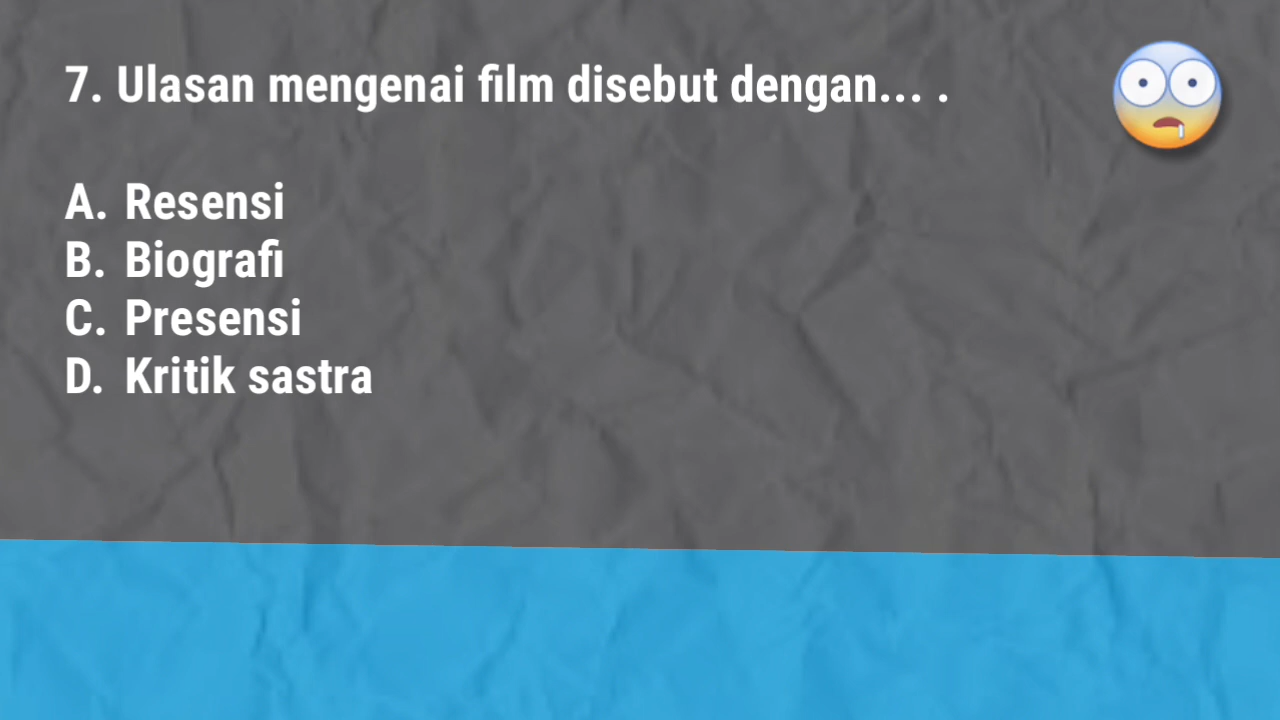 7. Ulasan mengenai film disebut dengan... .
A. Resensi
B. Biografi
C. Presensi
D. Kritik sastra